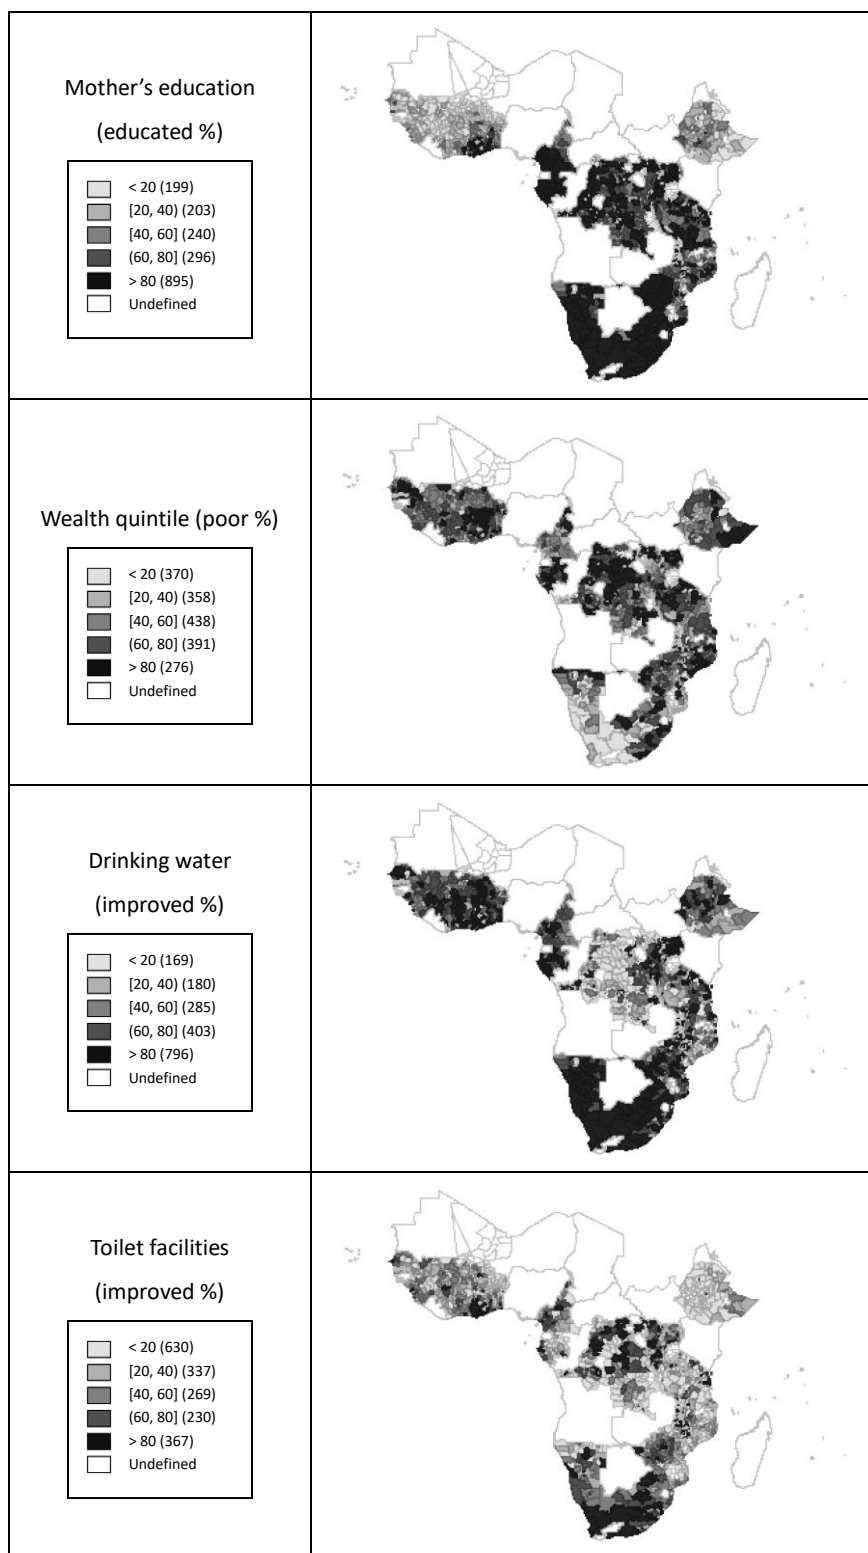 Mother’s education
(educated %)
< 20 (199)
[20, 40) (203)
[40, 60] (240)
(60, 80] (296)
> 80 (895)
Undefined
Wealth quintile (poor %)
< 20 (370)
[20, 40) (358)
[40, 60] (438)
(60, 80] (391)
> 80 (276)
Undefined
Drinking water
(improved %)
< 20 (169)
[20, 40) (180)
[40, 60] (285)
(60, 80] (403)
> 80 (796)
Undefined
Toilet facilities
(improved %)
< 20 (630)
[20, 40) (337)
[40, 60] (269)
(60, 80] (230)
> 80 (367)
Undefined